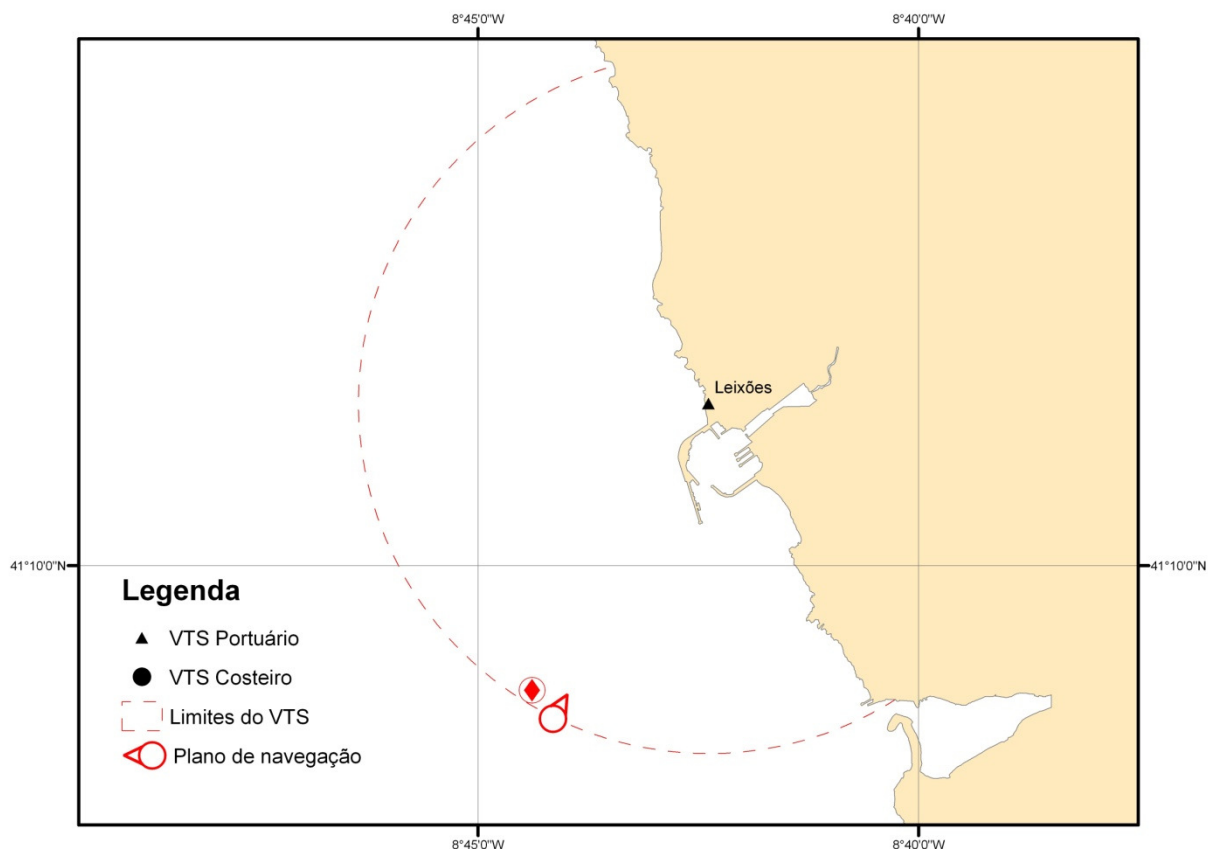 8°45'0"W
8°40'0"W
Leixões
41°10'0"N
41°10'0"N
Legenda
VTS Portuário
VTS Costeiro
Limites do VTS
Plano de navegação
8°45'0"W
8°40'0"W